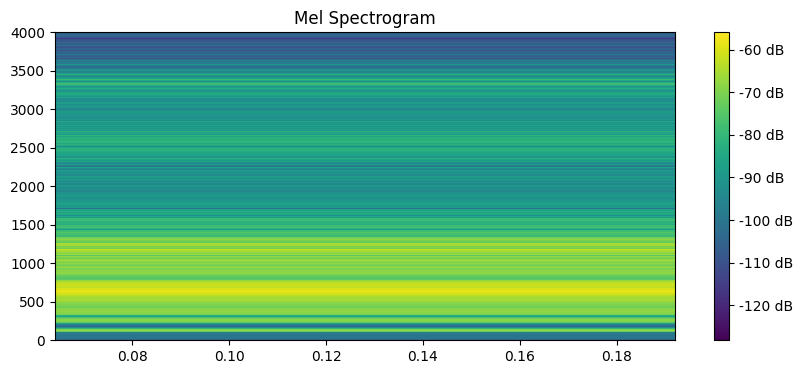 Mel Spectrogram
4000
3500
3000
2500
2000
1500
1000
500
0
0.08 0.10 0.12 0.14 0.16 0.18
-60 dB
-70 dB
-80 dB
-90 dB
-100 dB
-110 dB
-120 dB